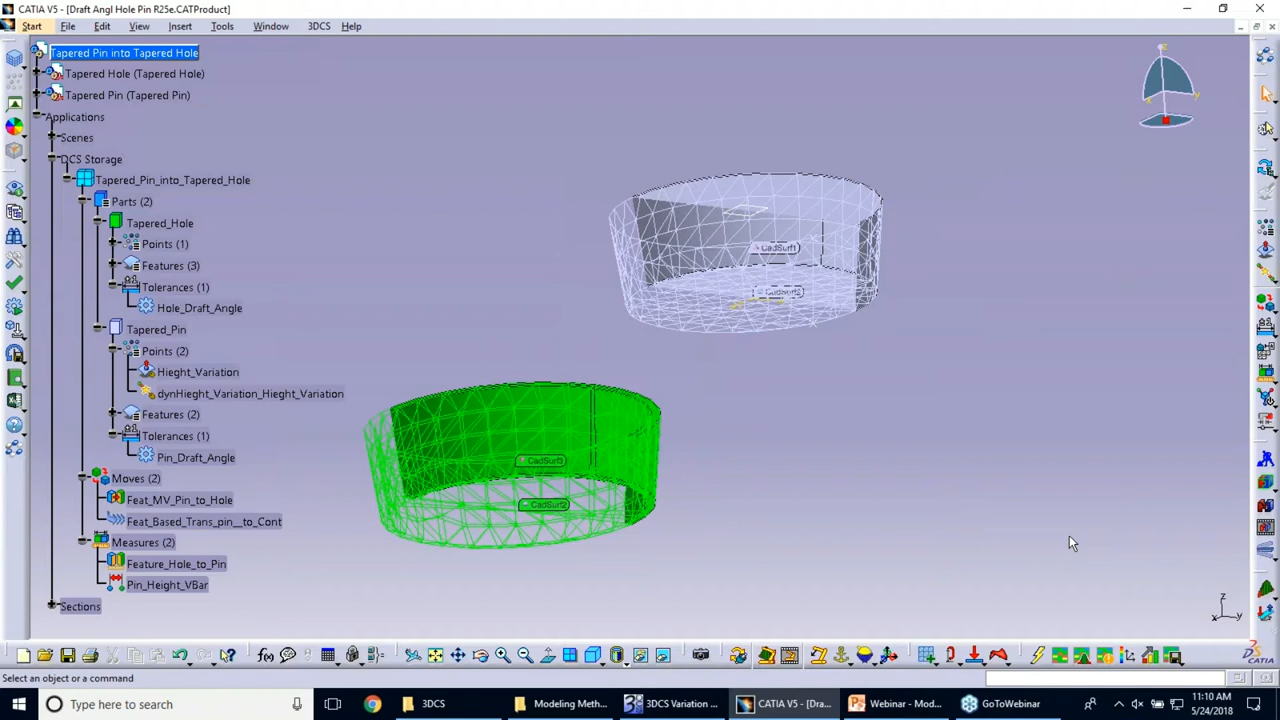 CATIA V5 - [Draft Angl Hole Pin R25e.CATProduct]
Start File Edit View Insert Tools Window 3DCS Help
Tapered Pin into Tapered Hole
Tapered Hole (Tapered Hole)
Tapered Pin (Tapered Pin)
Applications
Scenes
DCS Storage
Tapered_Pin_into_Tapered_Hole
Parts (2)
Tapered_Hole
Points (1)
Features (3)
Tolerances (1)
Hole_Draft_Angle
Tapered_Pin
Points (2)
Hieght_Variation
dynHieght_Variation_Hieght_Variation
Features (2)
Tolerances (1)
Pin_Draft_Angle
Moves (2)
Feat_MV_Pin_to_Hole
Feat_Based_Trans_pin__to_Cont
Measures (2)
Feature_Hole_to_Pin
Pin_Height_VBar
Sections
CadSurf1
CadSurf3
CadSurf2
z
x
y
z
x y
f(x)
Select an object or a command
Type here to search
3DCS
Modeling Meth...
3DCS Variation ...
CATIA V5 - [Dra...
Webinar - Mod...
GoToWebinar
11:10 AM
5/24/2018